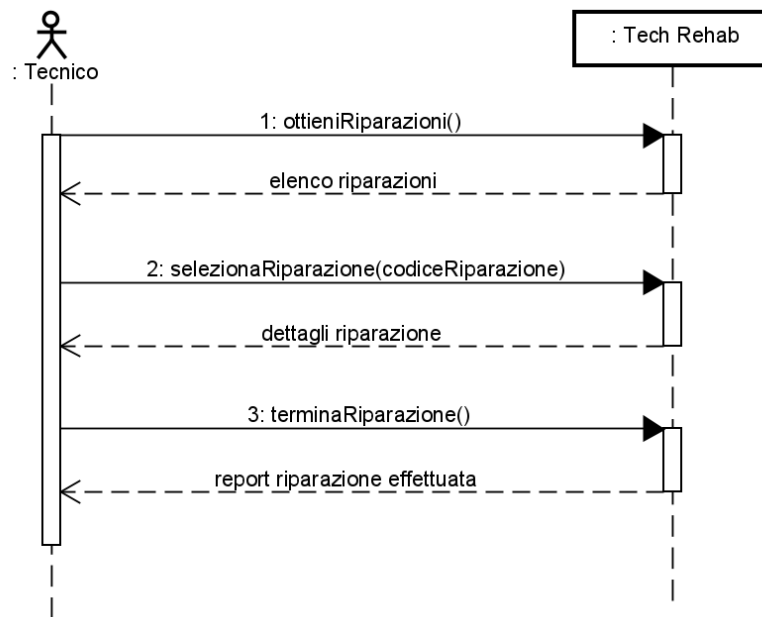 : Tecnico
: Tech Rehab
1: ottieniRiparazioni()
elenco riparazioni
2: selezionaRiparazione(codiceRiparazione)
dettagli riparazione
3: terminaRiparazione()
report riparazione effettuata